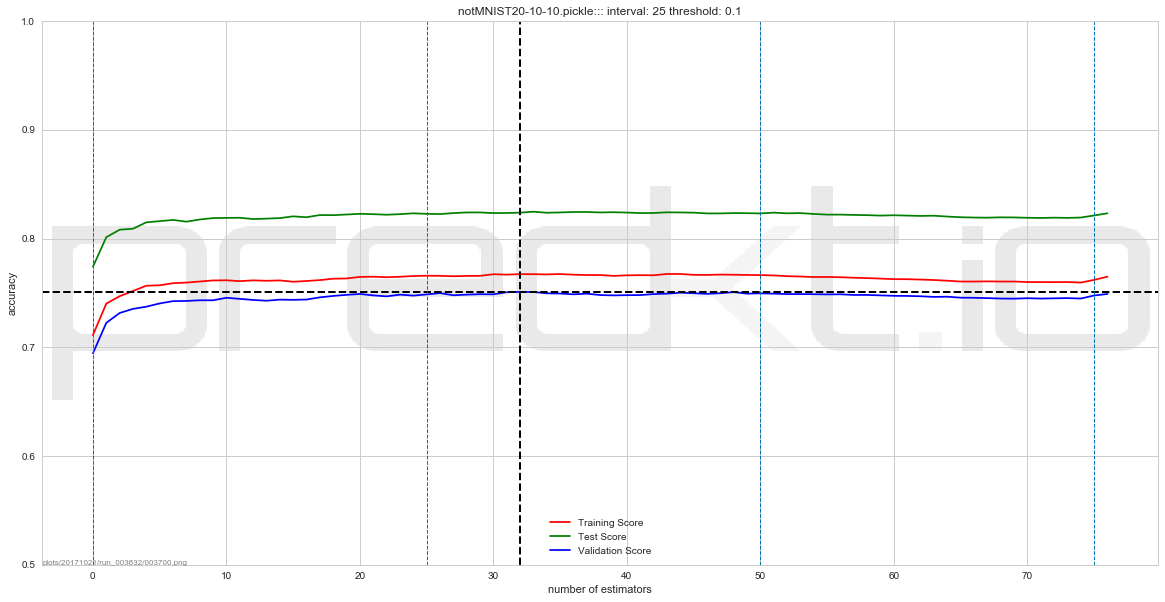 notMNIST20-10-10.pickle::: interval: 25 threshold: 0.1
1.0
0.9
0.8
0.7
0.6
0.5
accuracy
predkt.io
Training Score
Test Score
Validation Score
0 10 20 30 40 50 60 70
number of estimators